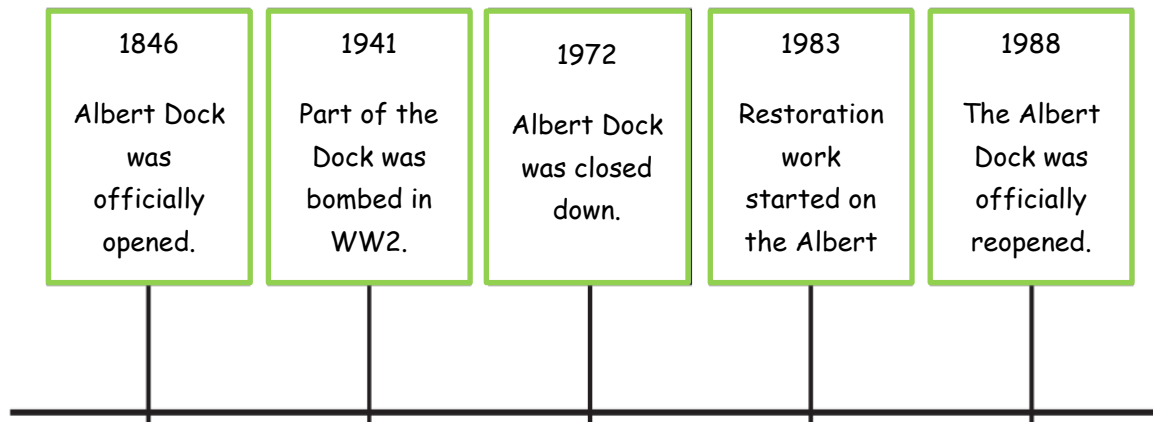 1846
Albert Dock
was
officially
opened.
1941
Part of the
Dock was
bombed in
WW2.
1972
Albert Dock
was closed
down.
1983
Restoration
work
started on
the Albert
1988
The Albert
Dock was
officially
reopened.